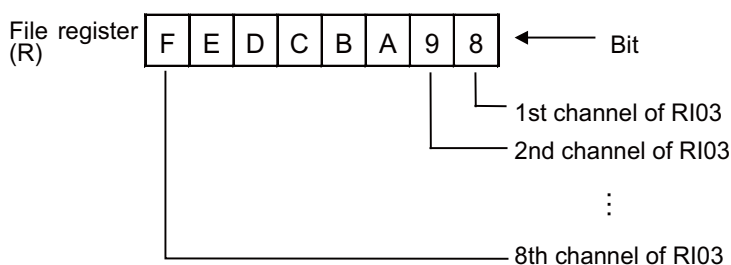 File register
(R)
F E D C B A 9 8
Bit
1st channel of RI03
2nd channel of RI03
⋮
8th channel of RI03